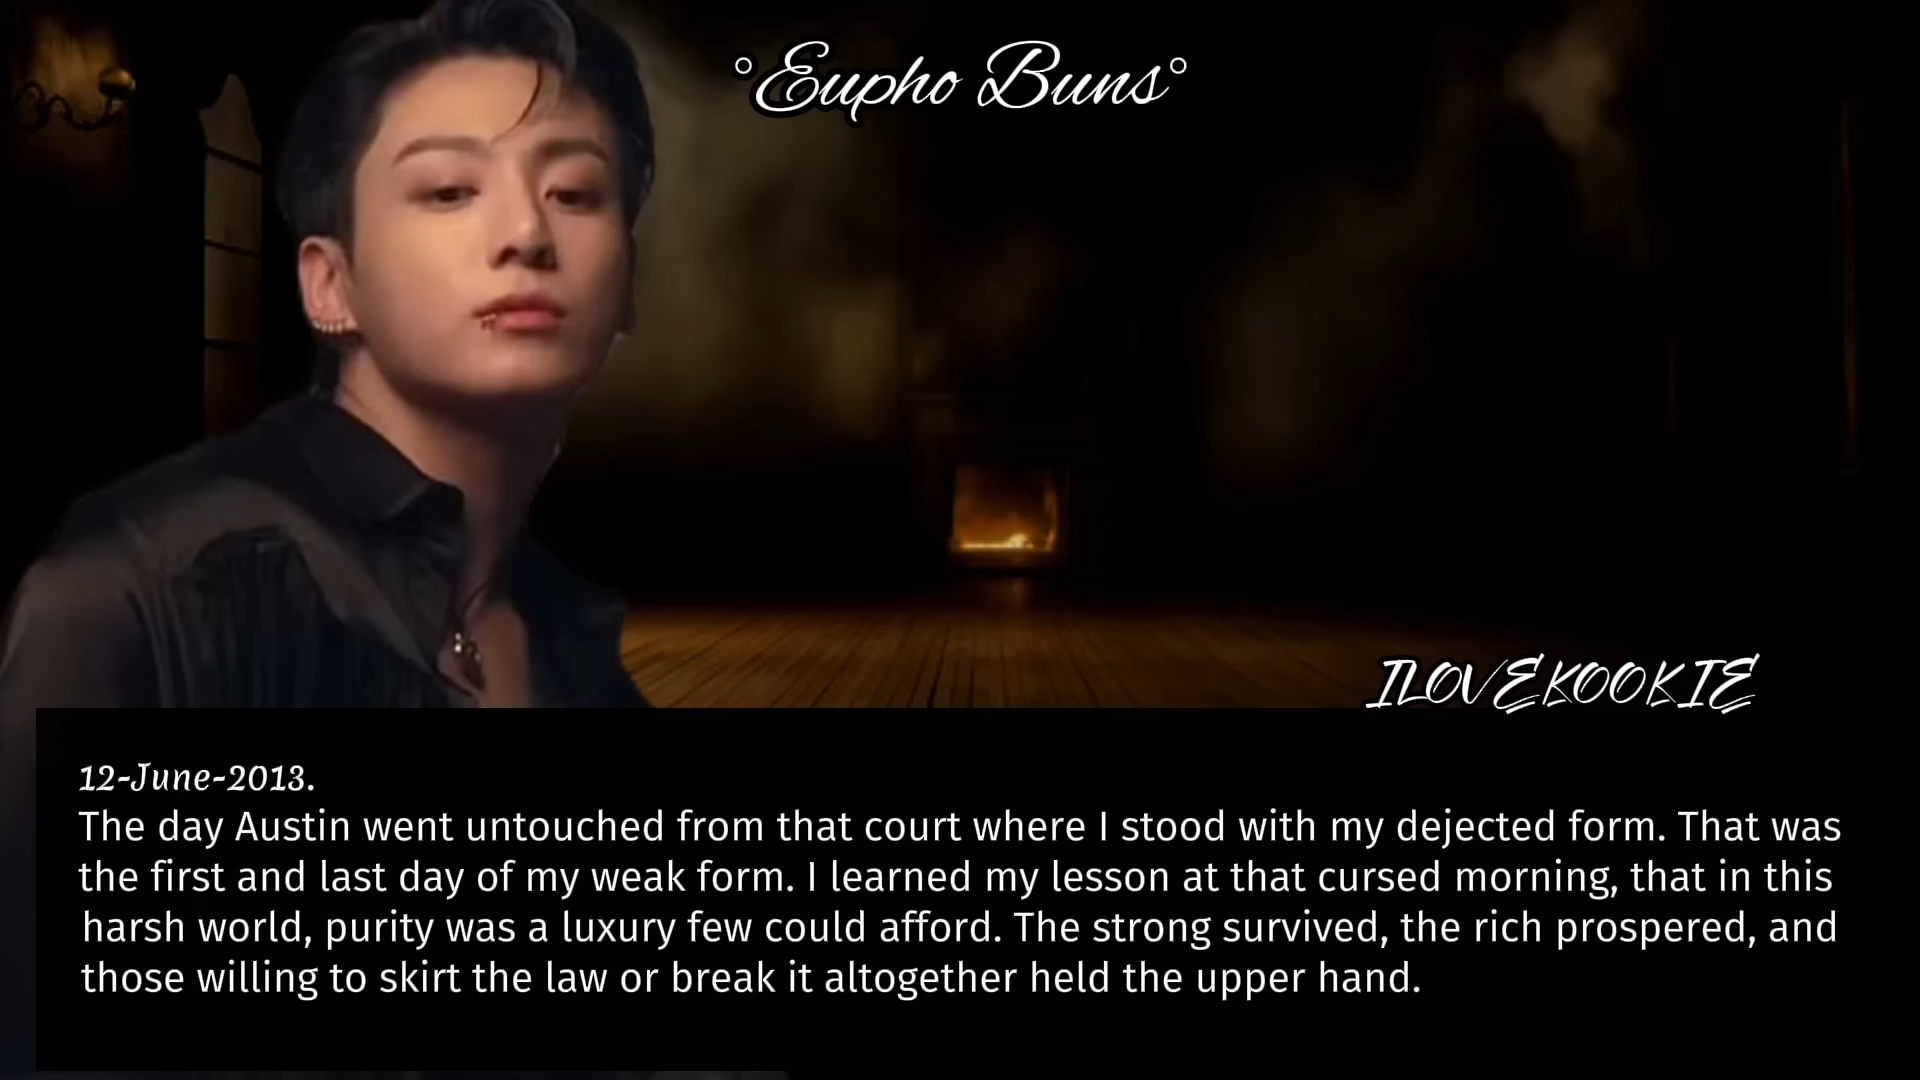 °Eupho Buns°
ILOVEKOOKIE
12-June-2013.
The day Austin went untouched from that court where I stood with my dejected form. That was
the first and last day of my weak form. I learned my lesson at that cursed morning, that in this
harsh world, purity was a luxury few could afford. The strong survived, the rich prospered, and
those willing to skirt the law or break it altogether held the upper hand.